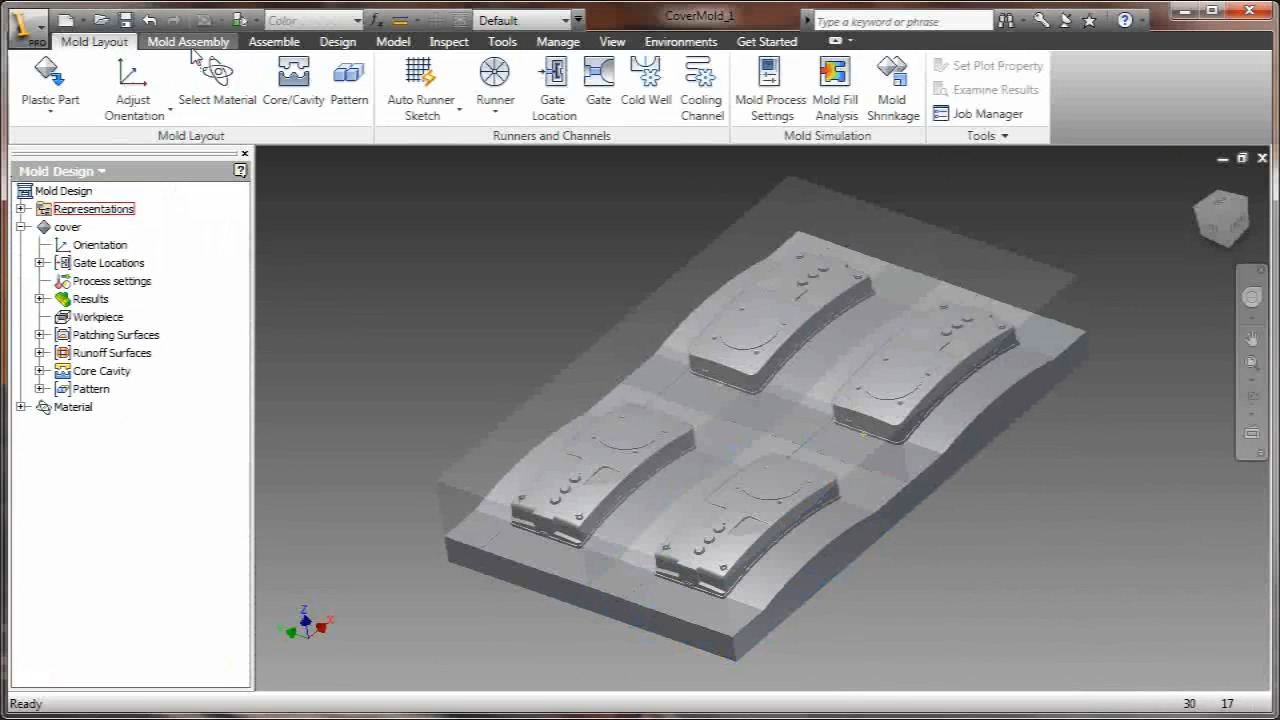 Color
Default
CoverMold_1
Type a keyword or phrase
PRO
Mold Layout Mold Assembly Assemble Design Model Inspect Tools Manage View Environments Get Started
Plastic Part
Adjust Orientation
Select Material
Core/Cavity
Pattern
Auto Runner Sketch
Runner
Gate Location
Gate
Cold Well
Cooling Channel
Mold Process Settings
Mold Fill Analysis
Mold Shrinkage
Set Plot Property
Examine Results
Job Manager
Mold Layout
Runners and Channels
Mold Simulation
Tools
Mold Design
Mold Design
Representations
cover
Orientation
Gate Locations
Process settings
Results
Workpiece
Patching Surfaces
Runoff Surfaces
Core Cavity
Pattern
Material
Z
X
Ready
30 17